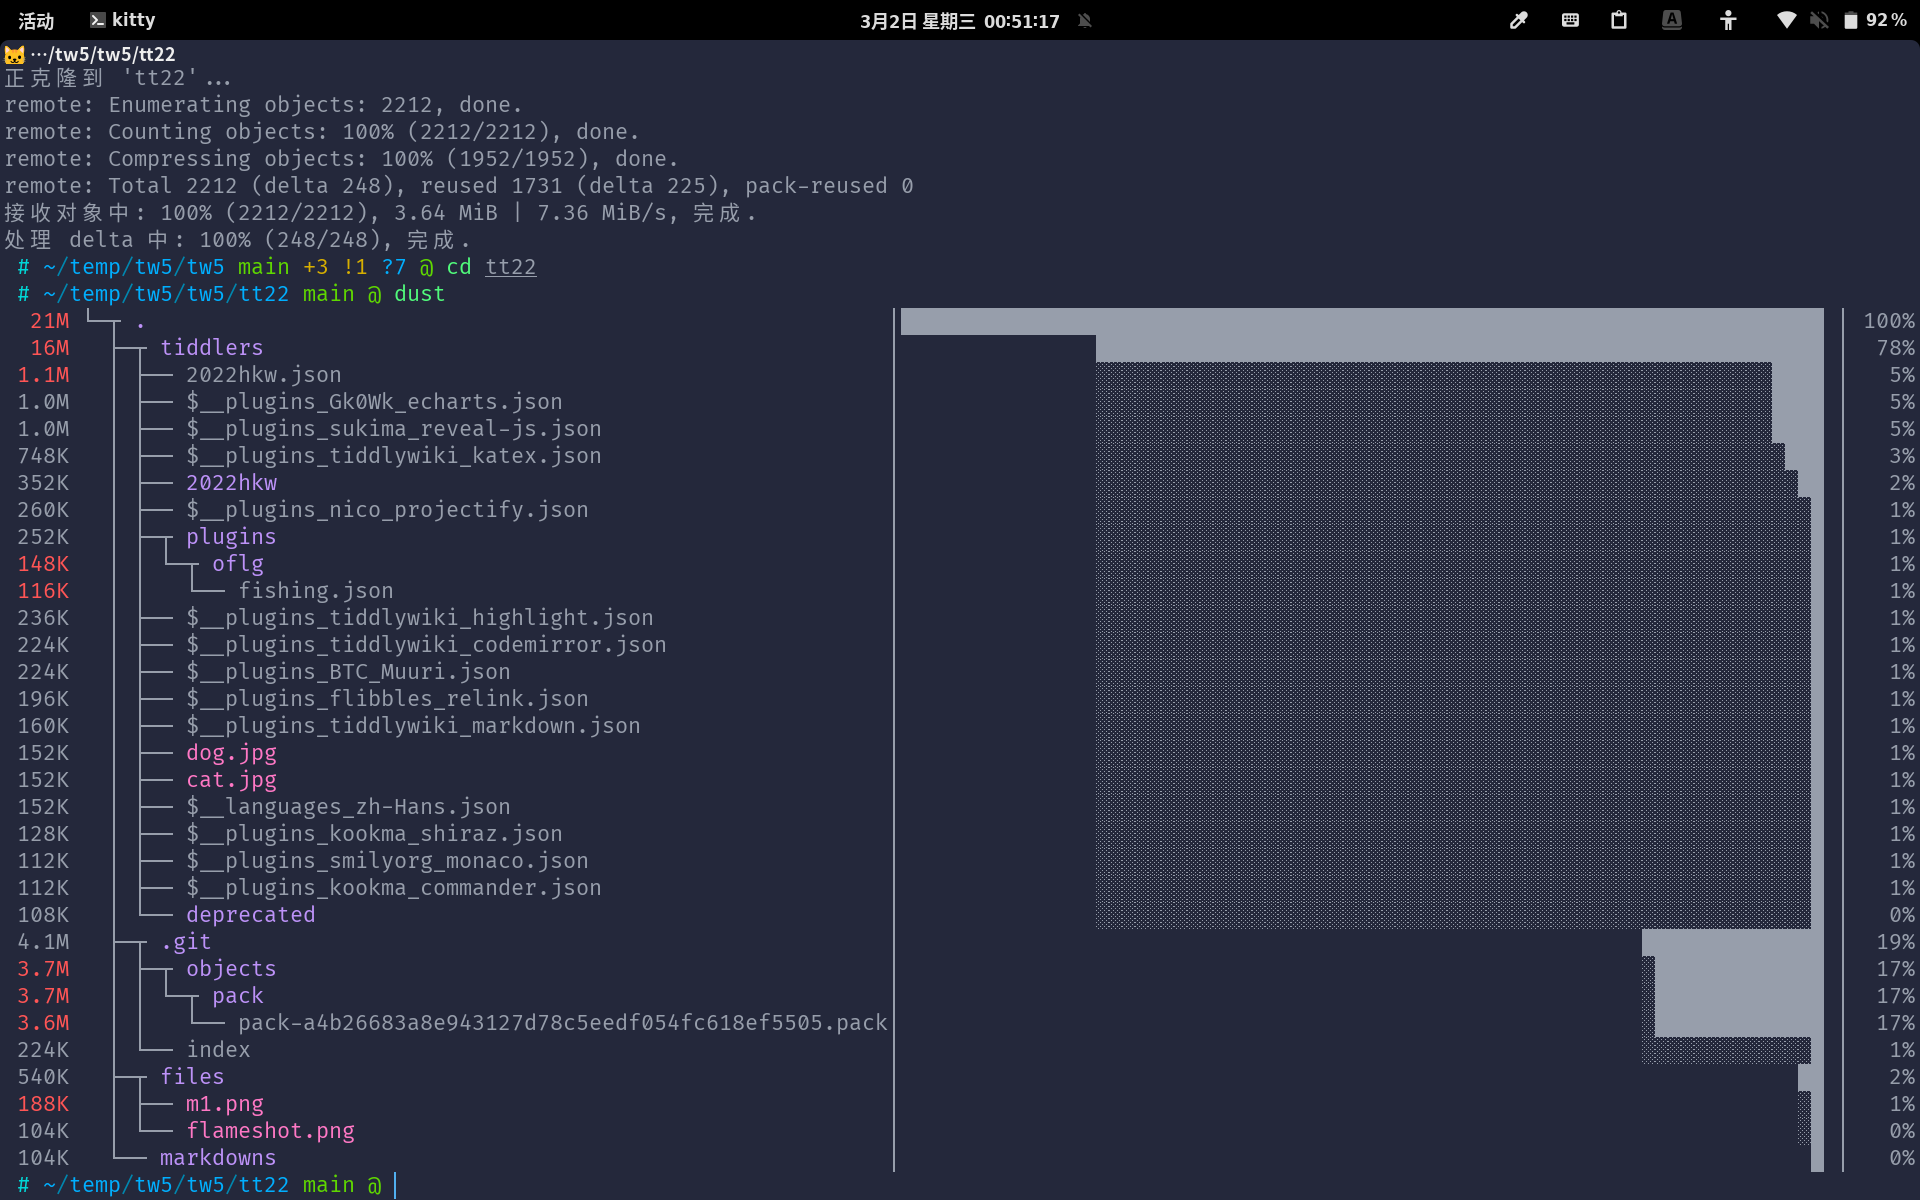 活动 kitty 3月2日 星期三 00:51:17 A 92%
…/tw5/tw5/tt22
正克隆到 'tt22'...
remote: Enumerating objects: 2212, done.
remote: Counting objects: 100% (2212/2212), done.
remote: Compressing objects: 100% (1952/1952), done.
remote: Total 2212 (delta 248), reused 1731 (delta 225), pack-reused 0
接收对象中: 100% (2212/2212), 3.64 MiB | 7.36 MiB/s, 完成.
处理 delta 中: 100% (248/248), 完成.
# ~/temp/tw5/tw5 main +3 !1 ?7 @ cd tt22
# ~/temp/tw5/tw5/tt22 main @ dust
21M . 100%
16M tiddlers 78%
1.1M 2022hkw.json 5%
1.0M $__plugins_Gk0Wk_echarts.json 5%
1.0M $__plugins_sukima_reveal-js.json 5%
748K $__plugins_tiddlywiki_katex.json 3%
352K 2022hkw 2%
260K $__plugins_nico_projectify.json 1%
252K plugins 1%
148K oflg 1%
116K fishing.json 1%
236K $__plugins_tiddlywiki_highlight.json 1%
224K $__plugins_tiddlywiki_codemirror.json 1%
224K $__plugins_BTC_Muuri.json 1%
196K $__plugins_flibbles_relink.json 1%
160K $__plugins_tiddlywiki_markdown.json 1%
152K dog.jpg 1%
152K cat.jpg 1%
152K $__languages_zh-Hans.json 1%
128K $__plugins_kookma_shiraz.json 1%
112K $__plugins_smilyorg_monaco.json 1%
112K $__plugins_kookma_commander.json 1%
108K deprecated 0%
4.1M .git 19%
3.7M objects 17%
3.7M pack 17%
3.6M pack-a4b26683a8e943127d78c5eedf054fc618ef5505.pack 17%
224K index 1%
540K files 2%
188K m1.png 1%
104K flameshot.png 0%
104K markdowns 0%
# ~/temp/tw5/tw5/tt22 main @